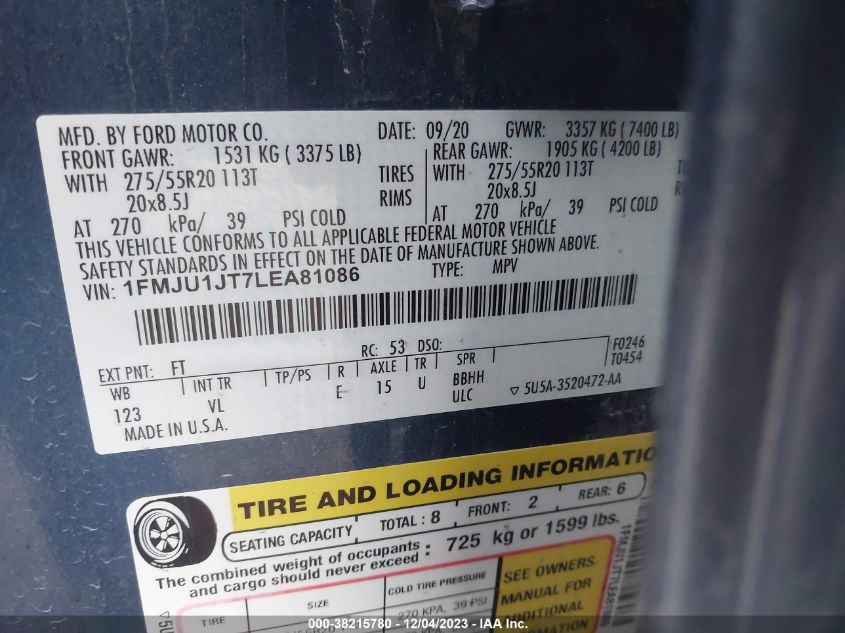 MFD. BY FORD MOTOR CO. DATE: 09/20 GVWR: 3357 KG ( 7400 LB)
FRONT GAWR: 1531 KG ( 3375 LB) REAR GAWR: 1905 KG ( 4200 LB)
WITH 275/55R20 113T TIRES WITH 275/55R20 113T
20x8.5J RIMS 20x8.5J
AT 270 kPa/ 39 PSI COLD AT 270 kPa/ 39 PSI COLD
THIS VEHICLE CONFORMS TO ALL APPLICABLE FEDERAL MOTOR VEHICLE
SAFETY STANDARDS IN EFFECT ON THE DATE OF MANUFACTURE SHOWN ABOVE.
VIN: 1FMJU1JT7LEA81086 TYPE: MPV
EXT PNT: FT RC: 53 DSO: F0246
WB INT TR TP/PS R AXLE TR SPR T0454
123 VL E 15 U BBHH
ULC ▽ 5U5A-3520472-AA
MADE IN U.S.A.
TIRE AND LOADING INFORMATIO
SEATING CAPACITY TOTAL : 8 FRONT: 2 REAR: 6
The combined weight of occupants and cargo should never exceed : 725 kg or 1599 lbs.
TIRE SIZE COLD TIRE PRESSURE SEE OWNERS
270 KPA, 39 PSI MANUAL FOR
ADDITIONAL
1FMJU1JT7LEA81086
000-38215780 - 12/04/2023 - IAA Inc.